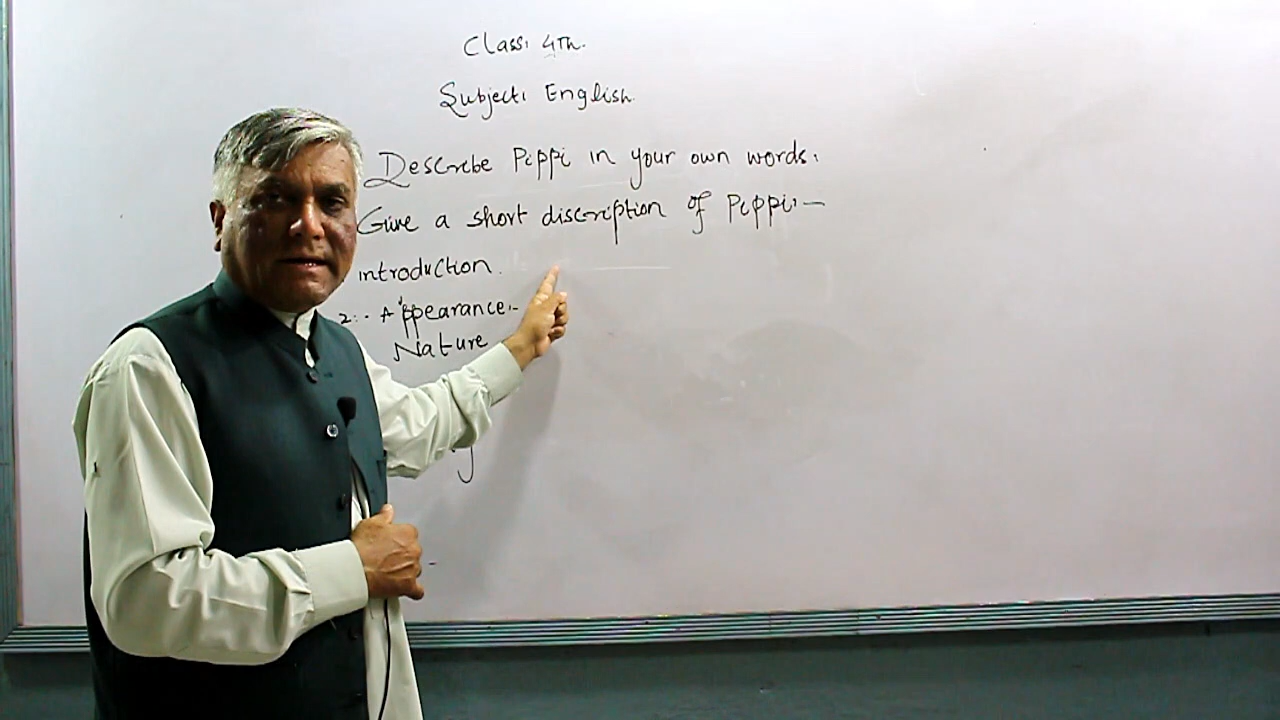 Class: 4Th.
Subject: English.
Describe Pippi in your own words.
Give a short discription of Pippi:-
introduction.
2:- Appearance:-
Nature